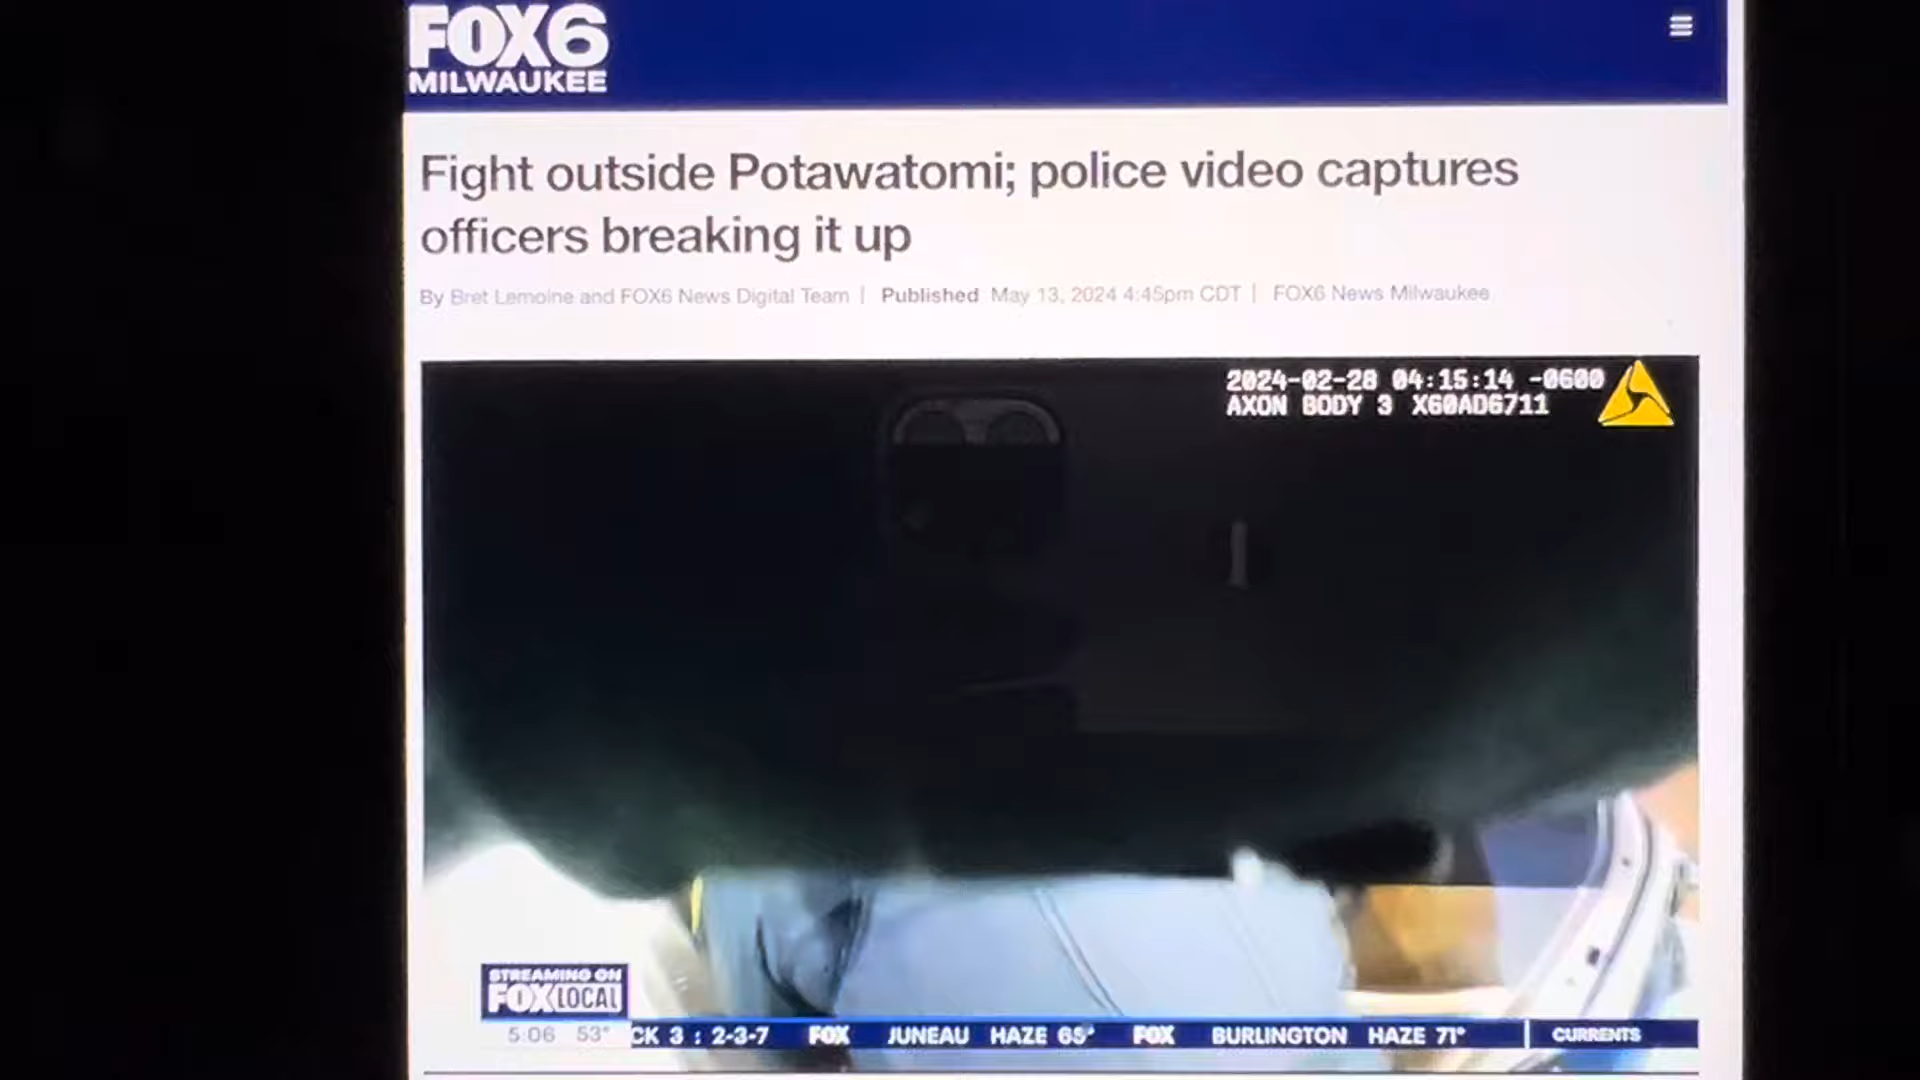 FOX6
MILWAUKEE
Fight outside Potawatomi; police video captures
officers breaking it up
By Bret Lemoine and FOX6 News Digital Team | Published May 13, 2024 4:45pm CDT | FOX6 News Milwaukee
2024-02-28 04:15:14 -0600
AXON BODY 3 X60AD6711
STREAMING ON
FOX LOCAL
5:06 53° CK 3 : 2-3-7 FOX JUNEAU HAZE 65° FOX BURLINGTON HAZE 71° CURRENTS